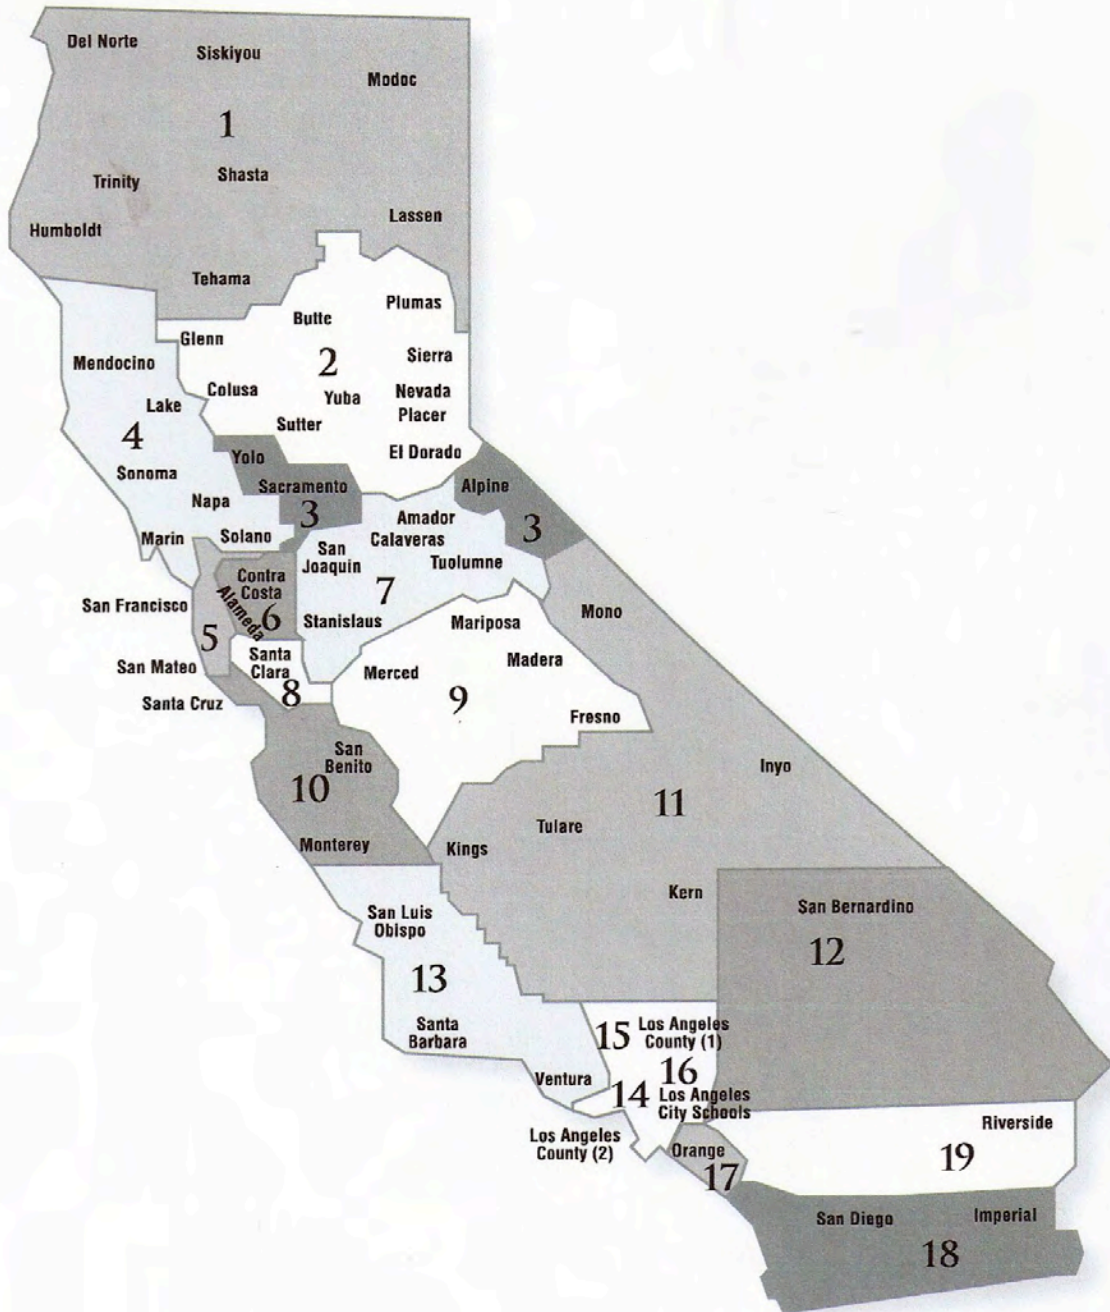 Del Norte
Siskiyou
Modoc
1
Trinity
Shasta
Lassen
Humboldt
Tehama
Plumas
Butte
Glenn
2
Sierra
Mendocino
Colusa
Yuba
Nevada
Lake
Placer
Sutter
4
El Dorado
Yolo
Sonoma
Sacramento
Alpine
Napa
3
Amador
3
Marin
Solano
Calaveras
San
Joaquin
Tuolumne
Contra
Costa
7
Alameda
6
San Francisco
Stanislaus
Mariposa
Mono
5
Santa
Clara
Madera
San Mateo
Merced
8
9
Santa Cruz
Fresno
San
Benito
Inyo
10
11
Tulare
Monterey
Kings
Kern
San Bernardino
San Luis
Obispo
12
13
Santa
Barbara
15
Los Angeles
County (1)
16
Ventura
14
Los Angeles
City Schools
Los Angeles
County (2)
Orange
17
Riverside
19
San Diego
Imperial
18